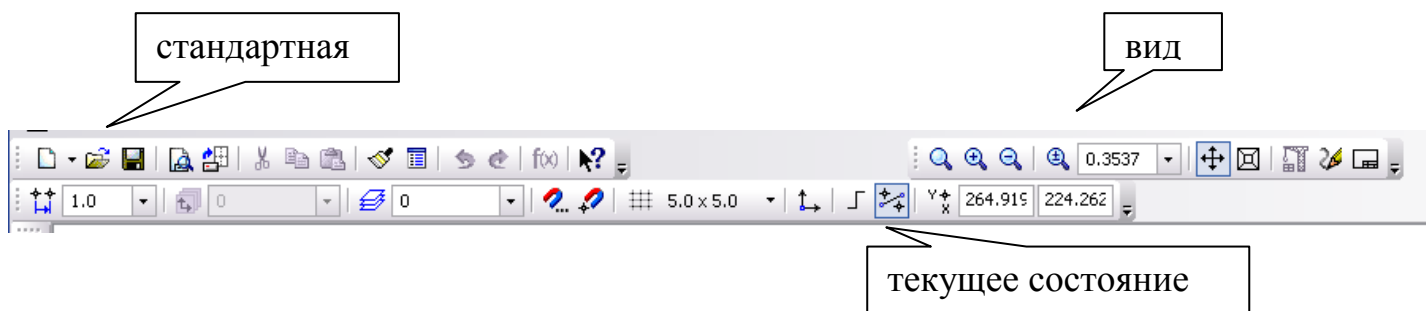 стандартная
вид
f(x) ? 0.3537
1.0 0 0 5.0 x 5.0 Y X 264.919 224.262
текущее состояние